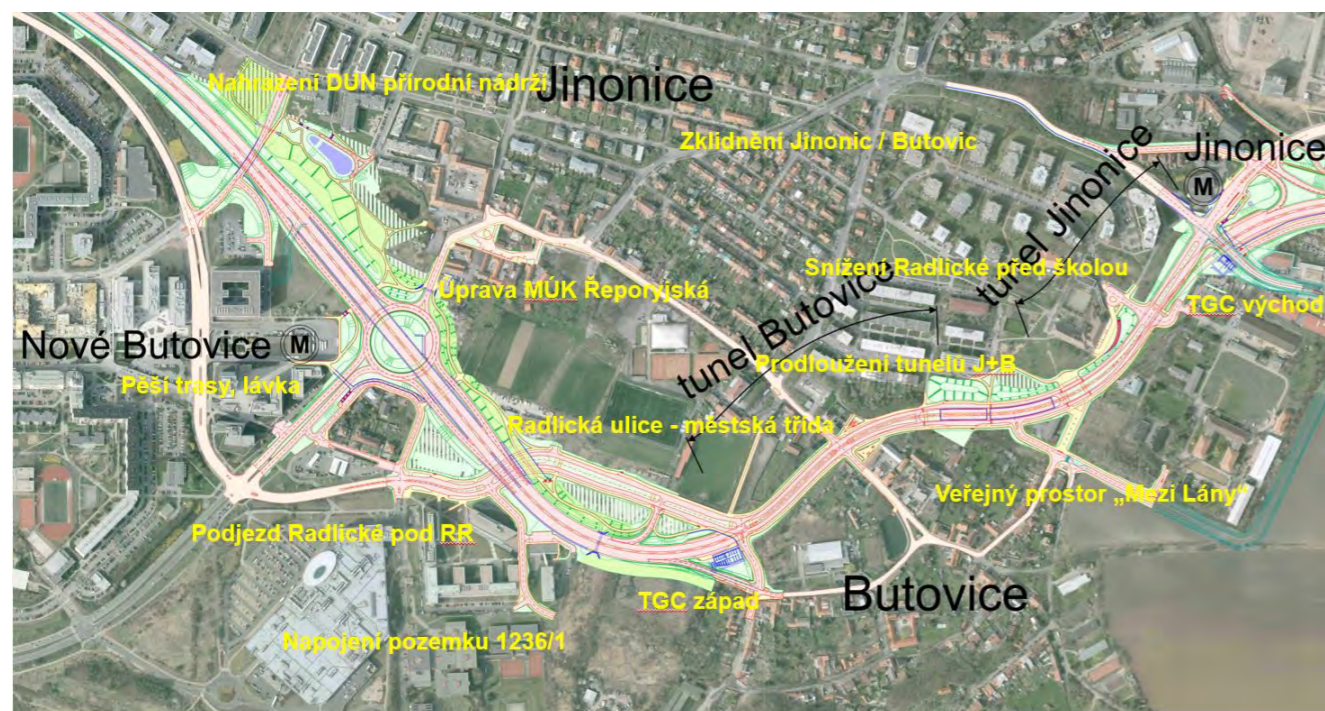 Nahrazení DUN přírodní nádrží
Jinonice
Zklidnění Jinonic / Butovic
Jinonice
M
tunel Jinonice
Snížení Radlické před školou
Úprava MÚK Řeporyjská
TGC východ
tunel Butovice
Nové Butovice
M
Prodloužení tunelů J+B
Pěší trasy, lávka
Radlická ulice - městská třída
Veřejný prostor „Mezi Lány“
Podjezd Radlické pod RR
TGC západ
Butovice
Napojení pozemku 1236/1